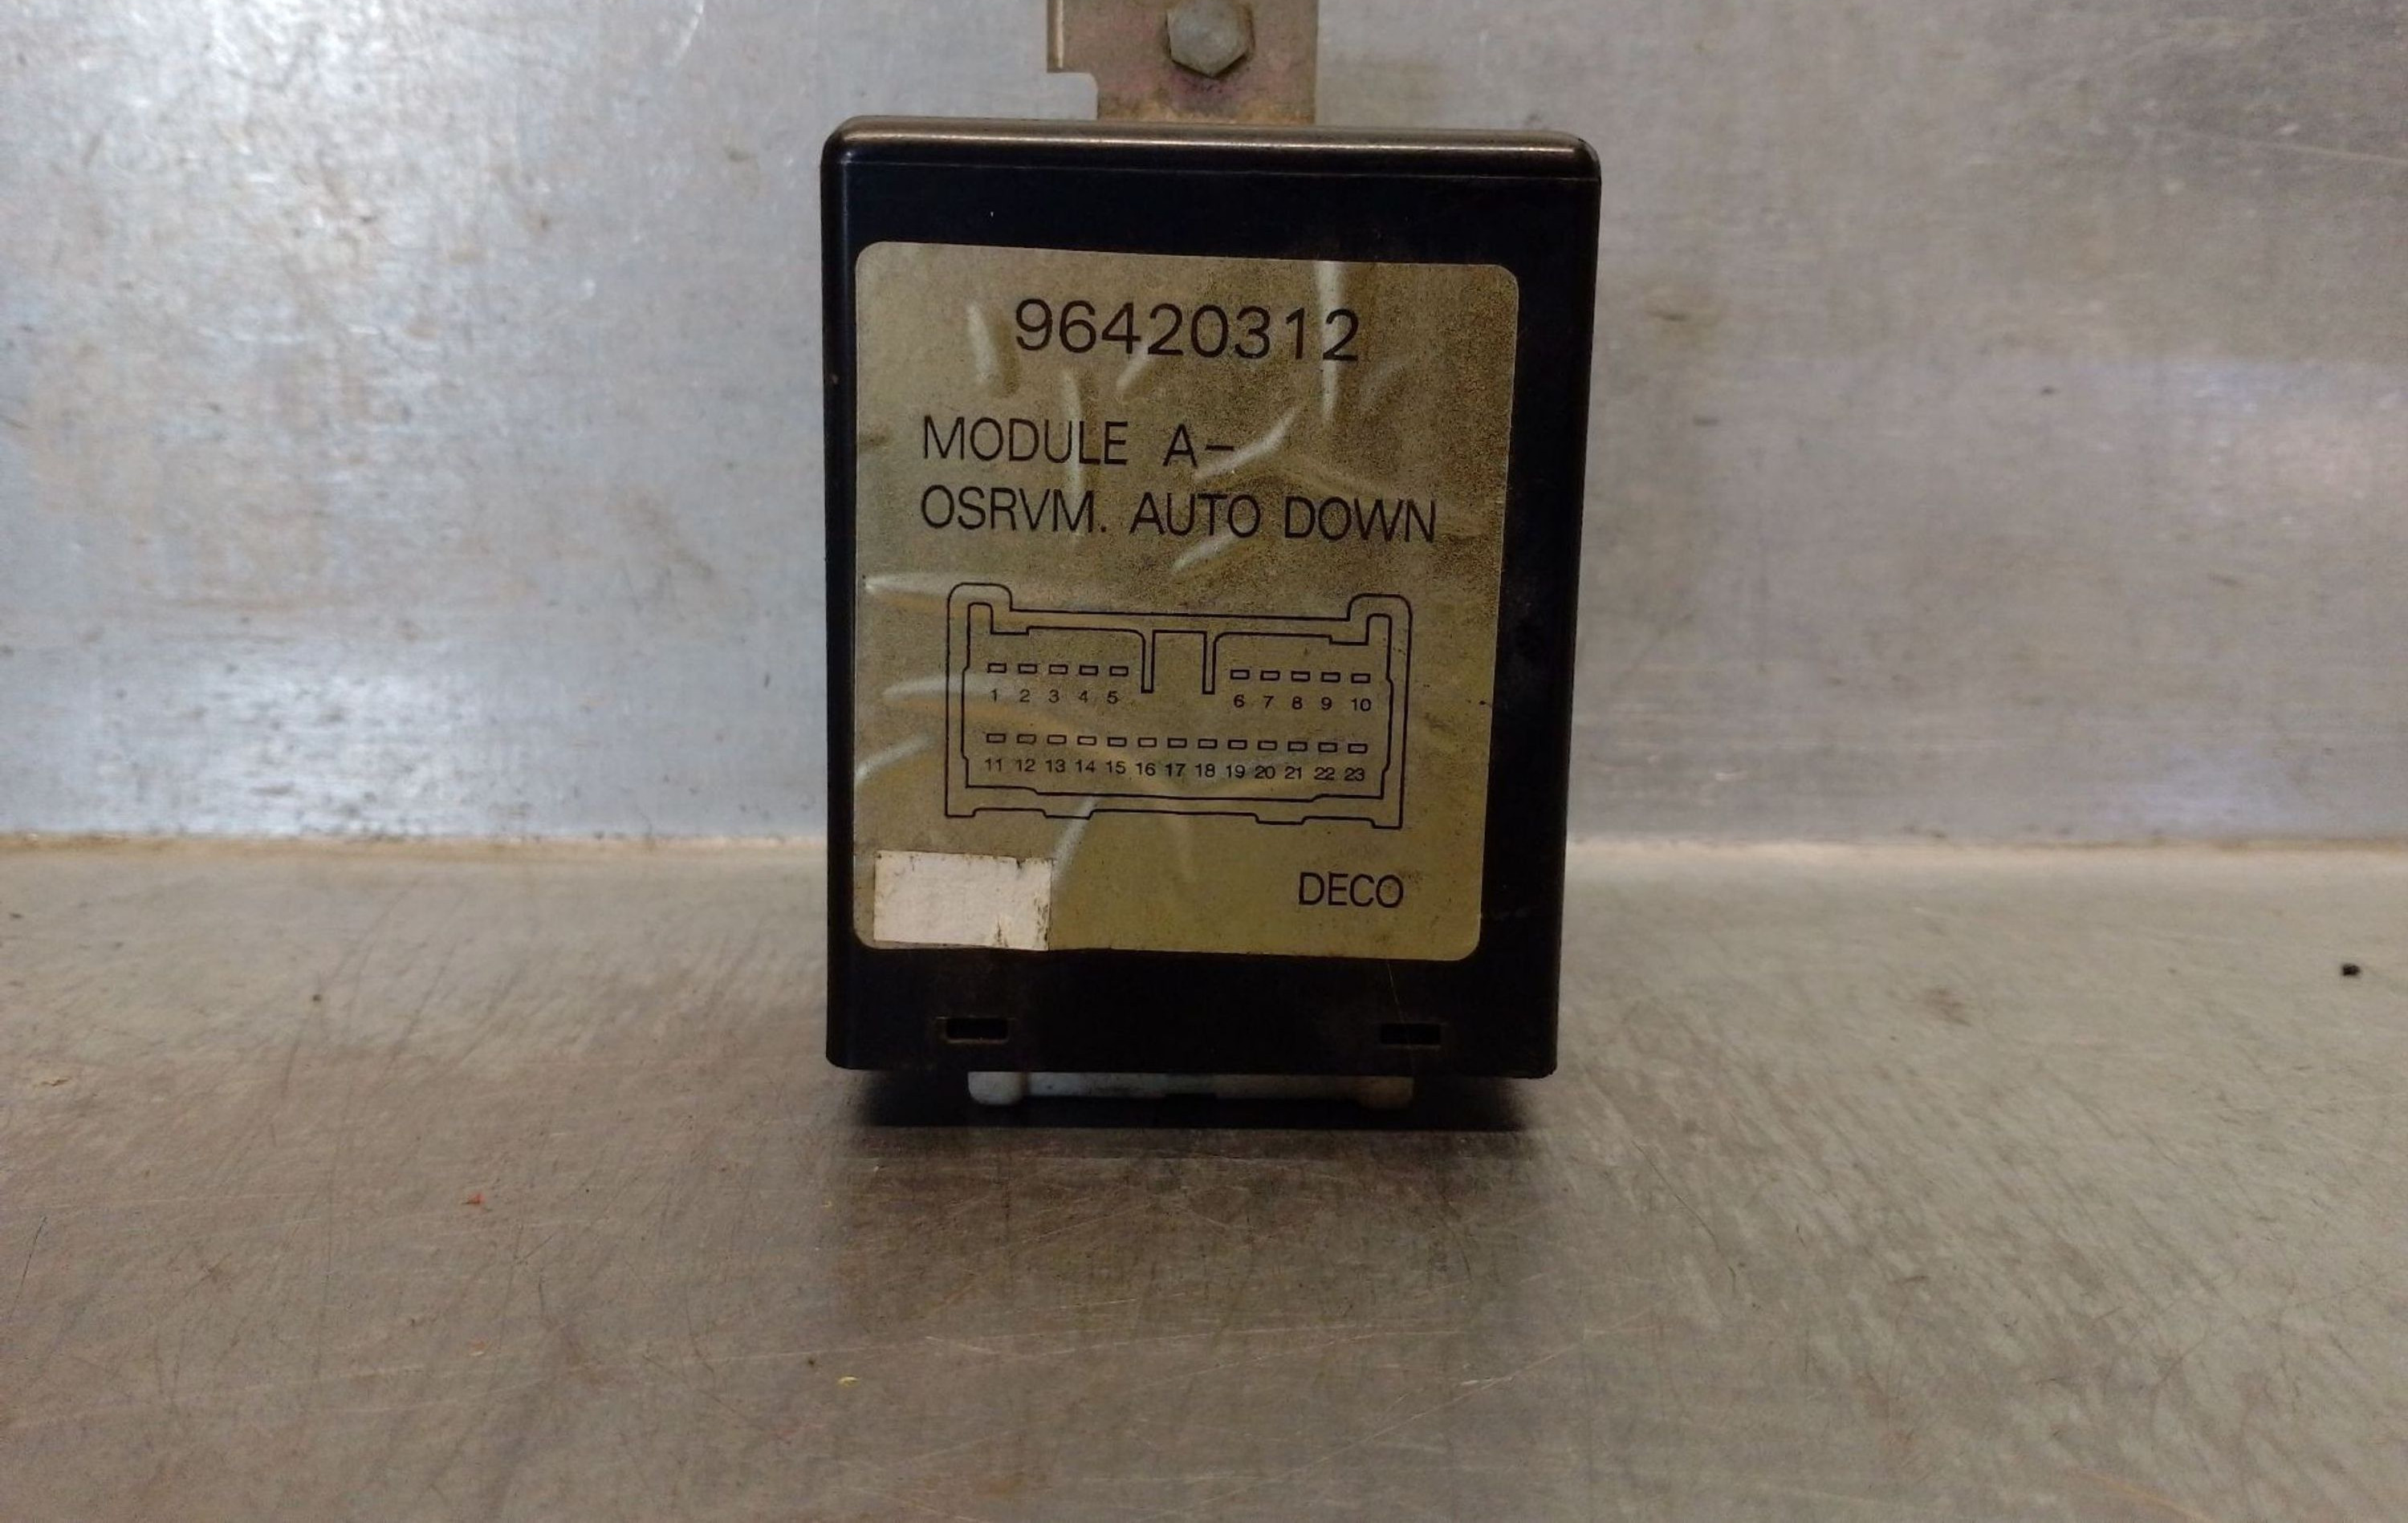 96420312
MODULE A-
OSRVM. AUTO DOWN
1 2 3 4 5 6 7 8 9 10
11 12 13 14 15 16 17 18 19 20 21 22 23
DECO